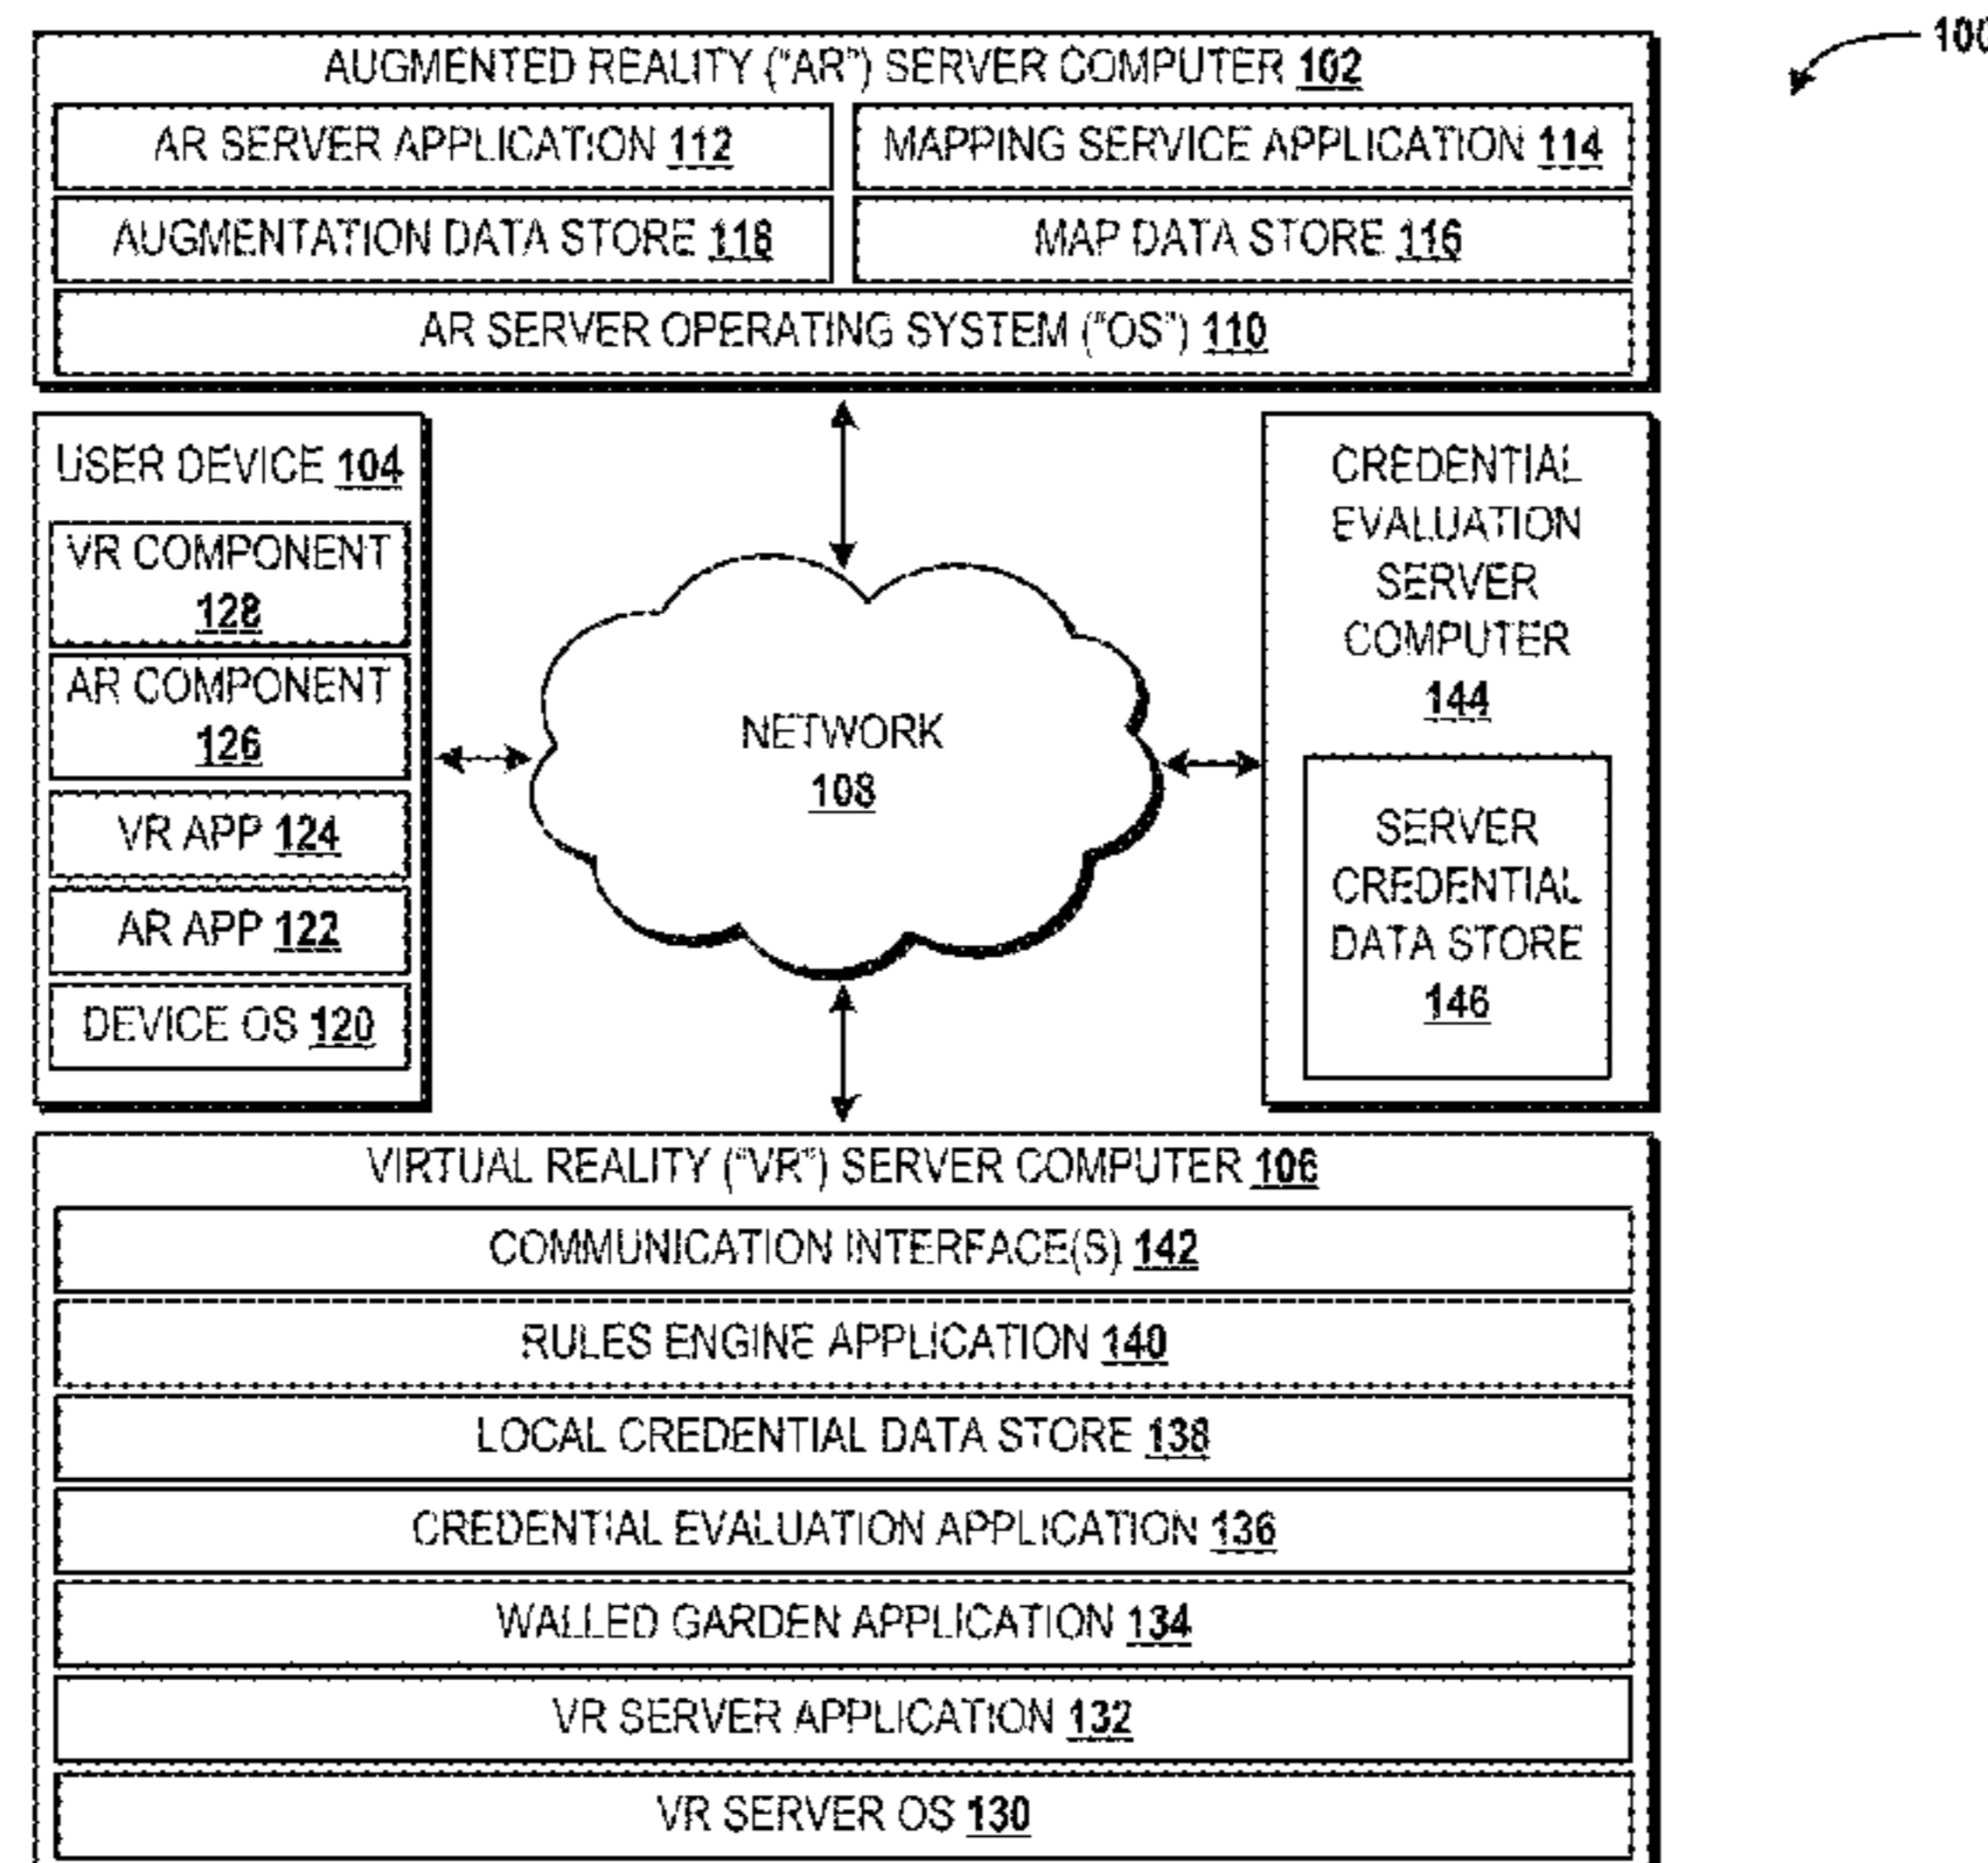 100
AUGMENTED REALITY ("AR") SERVER COMPUTER 102
AR SERVER APPLICATION 112
MAPPING SERVICE APPLICATION 114
AUGMENTATION DATA STORE 118
MAP DATA STORE 116
AR SERVER OPERATING SYSTEM ("OS") 110
USER DEVICE 104
VR COMPONENT
128
AR COMPONENT
126
VR APP 124
AR APP 122
DEVICE OS 120
NETWORK
108
CREDENTIAL
EVALUATION
SERVER
COMPUTER
144
SERVER
CREDENTIAL
DATA STORE
146
VIRTUAL REALITY ("VR") SERVER COMPUTER 106
COMMUNICATION INTERFACE(S) 142
RULES ENGINE APPLICATION 140
LOCAL CREDENTIAL DATA STORE 138
CREDENTIAL EVALUATION APPLICATION 136
WALLED GARDEN APPLICATION 134
VR SERVER APPLICATION 132
VR SERVER OS 130